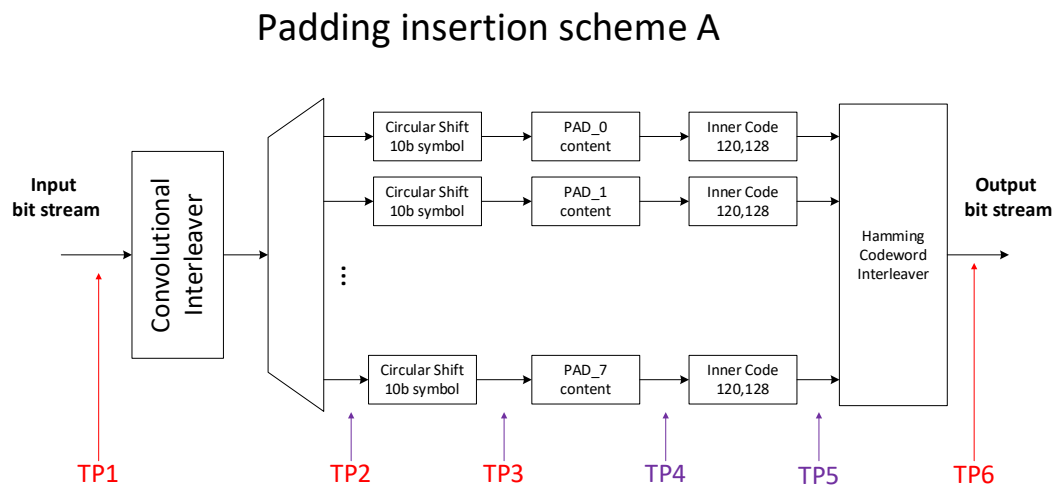 Padding insertion scheme A
Input
bit stream
Convolutional
Interleaver
Circular Shift
10b symbol
PAD_0
content
Inner Code
120,128
Circular Shift
10b symbol
PAD_1
content
Inner Code
120,128
...
Circular Shift
10b symbol
PAD_7
content
Inner Code
120,128
Hamming
Codeword
Interleaver
Output
bit stream
TP1
TP2
TP3
TP4
TP5
TP6